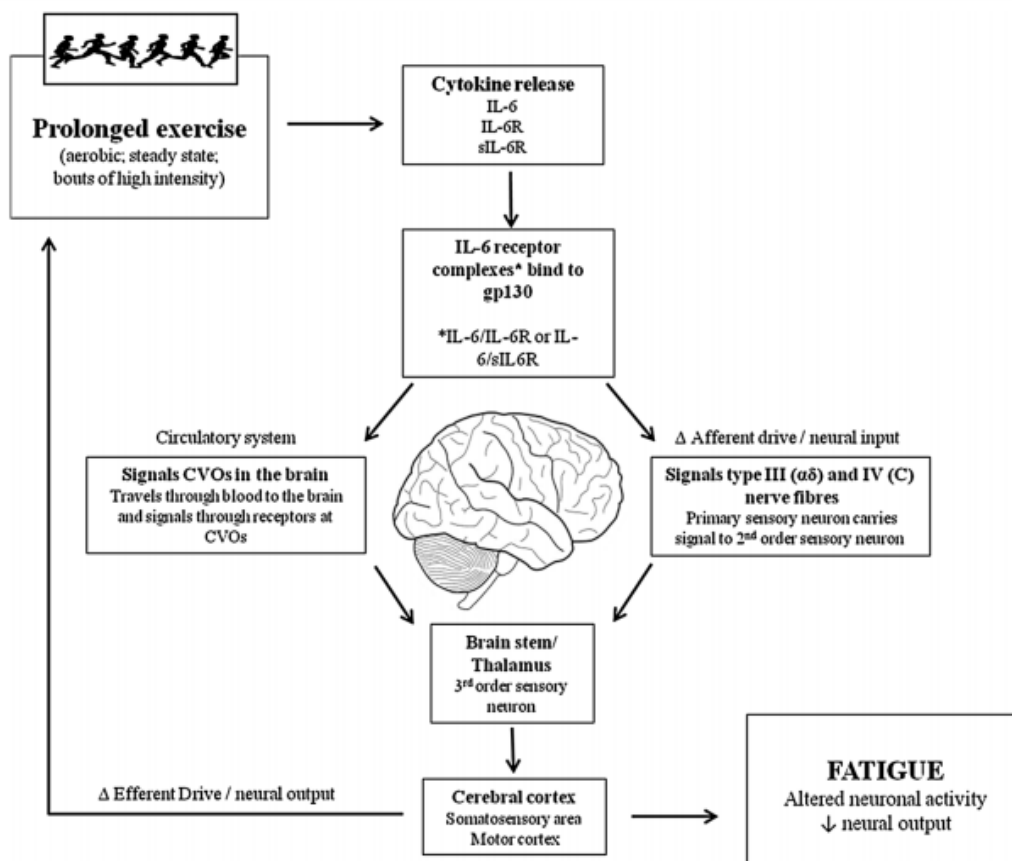 Prolonged exercise
(aerobic; steady state;
bouts of high intensity)
Cytokine release
IL-6
IL-6R
sIL-6R
IL-6 receptor
complexes* bind to
gp130
*IL-6/IL-6R or IL-
6/sIL6R
Circulatory system
Signals CVOs in the brain
Travels through blood to the brain
and signals through receptors at
CVOs
Δ Afferent drive / neural input
Signals type III (αδ) and IV (C)
nerve fibres
Primary sensory neuron carries
signal to 2nd order sensory neuron
Brain stem/
Thalamus
3rd order sensory
neuron
Δ Efferent Drive / neural output
Cerebral cortex
Somatosensory area
Motor cortex
FATIGUE
Altered neuronal activity
↓ neural output